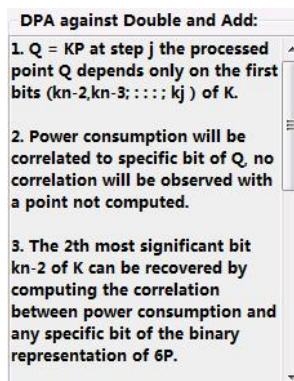 DPA against Double and Add:
1. Q = KP at step j the processed
point Q depends only on the first
bits (kn-2,kn-3; : : : ; kj ) of K.
2. Power consumption will be
correlated to specific bit of Q, no
correlation will be observed with
a point not computed.
3. The 2th most significant bit
kn-2 of K can be recovered by
computing the correlation
between power consumption and
any specific bit of the binary
representation of 6P.